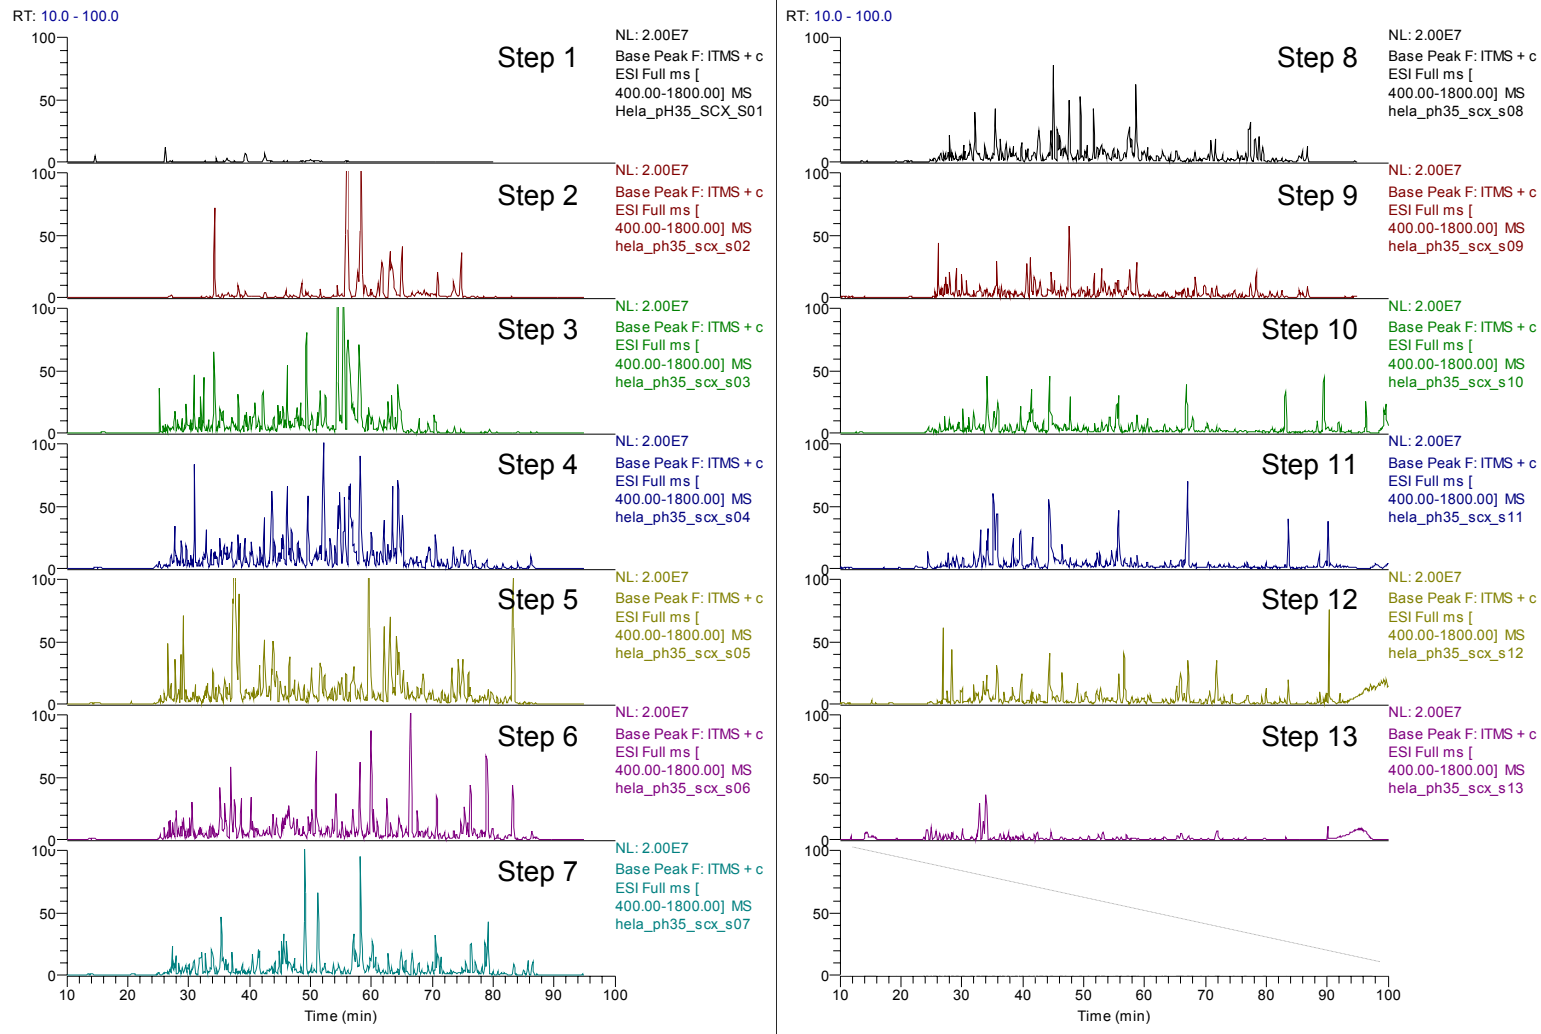 RT: 10.0 - 100.0
100
50
0
Step 1
NL: 2.00E7
Base Peak F: ITMS + c
ESI Full ms [
400.00-1800.00] MS
Hela_pH35_SCX_S01
100
50
0
Step 2
NL: 2.00E7
Base Peak F: ITMS + c
ESI Full ms [
400.00-1800.00] MS
hela_ph35_scx_s02
100
50
0
Step 3
NL: 2.00E7
Base Peak F: ITMS + c
ESI Full ms [
400.00-1800.00] MS
hela_ph35_scx_s03
100
50
0
Step 4
NL: 2.00E7
Base Peak F: ITMS + c
ESI Full ms [
400.00-1800.00] MS
hela_ph35_scx_s04
100
50
0
Step 5
NL: 2.00E7
Base Peak F: ITMS + c
ESI Full ms [
400.00-1800.00] MS
hela_ph35_scx_s05
100
50
0
Step 6
NL: 2.00E7
Base Peak F: ITMS + c
ESI Full ms [
400.00-1800.00] MS
hela_ph35_scx_s06
100
50
0
Step 7
NL: 2.00E7
Base Peak F: ITMS + c
ESI Full ms [
400.00-1800.00] MS
hela_ph35_scx_s07
10 20 30 40 50 60 70 80 90 100
Time (min)
RT: 10.0 - 100.0
100
50
0
Step 8
NL: 2.00E7
Base Peak F: ITMS + c
ESI Full ms [
400.00-1800.00] MS
hela_ph35_scx_s08
100
50
0
Step 9
NL: 2.00E7
Base Peak F: ITMS + c
ESI Full ms [
400.00-1800.00] MS
hela_ph35_scx_s09
100
50
0
Step 10
NL: 2.00E7
Base Peak F: ITMS + c
ESI Full ms [
400.00-1800.00] MS
hela_ph35_scx_s10
100
50
0
Step 11
NL: 2.00E7
Base Peak F: ITMS + c
ESI Full ms [
400.00-1800.00] MS
hela_ph35_scx_s11
100
50
0
Step 12
NL: 2.00E7
Base Peak F: ITMS + c
ESI Full ms [
400.00-1800.00] MS
hela_ph35_scx_s12
100
50
0
Step 13
NL: 2.00E7
Base Peak F: ITMS + c
ESI Full ms [
400.00-1800.00] MS
hela_ph35_scx_s13
100
50
0
10 20 30 40 50 60 70 80 90 100
Time (min)